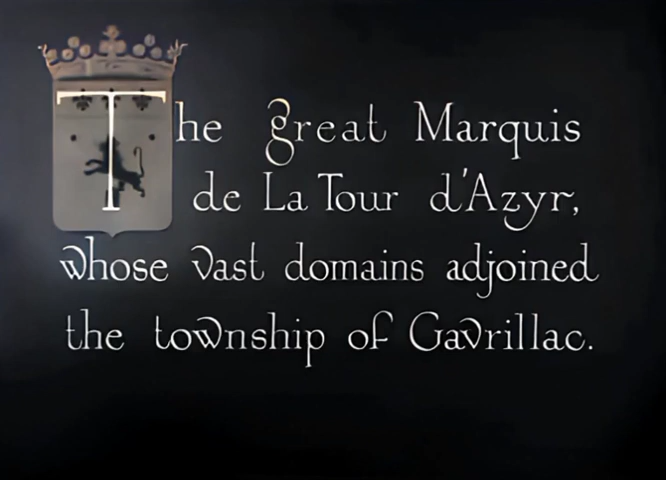 The great Marquis
de La Tour d'Azyr,
whose vast domains adjoined
the township of Gavrillac.